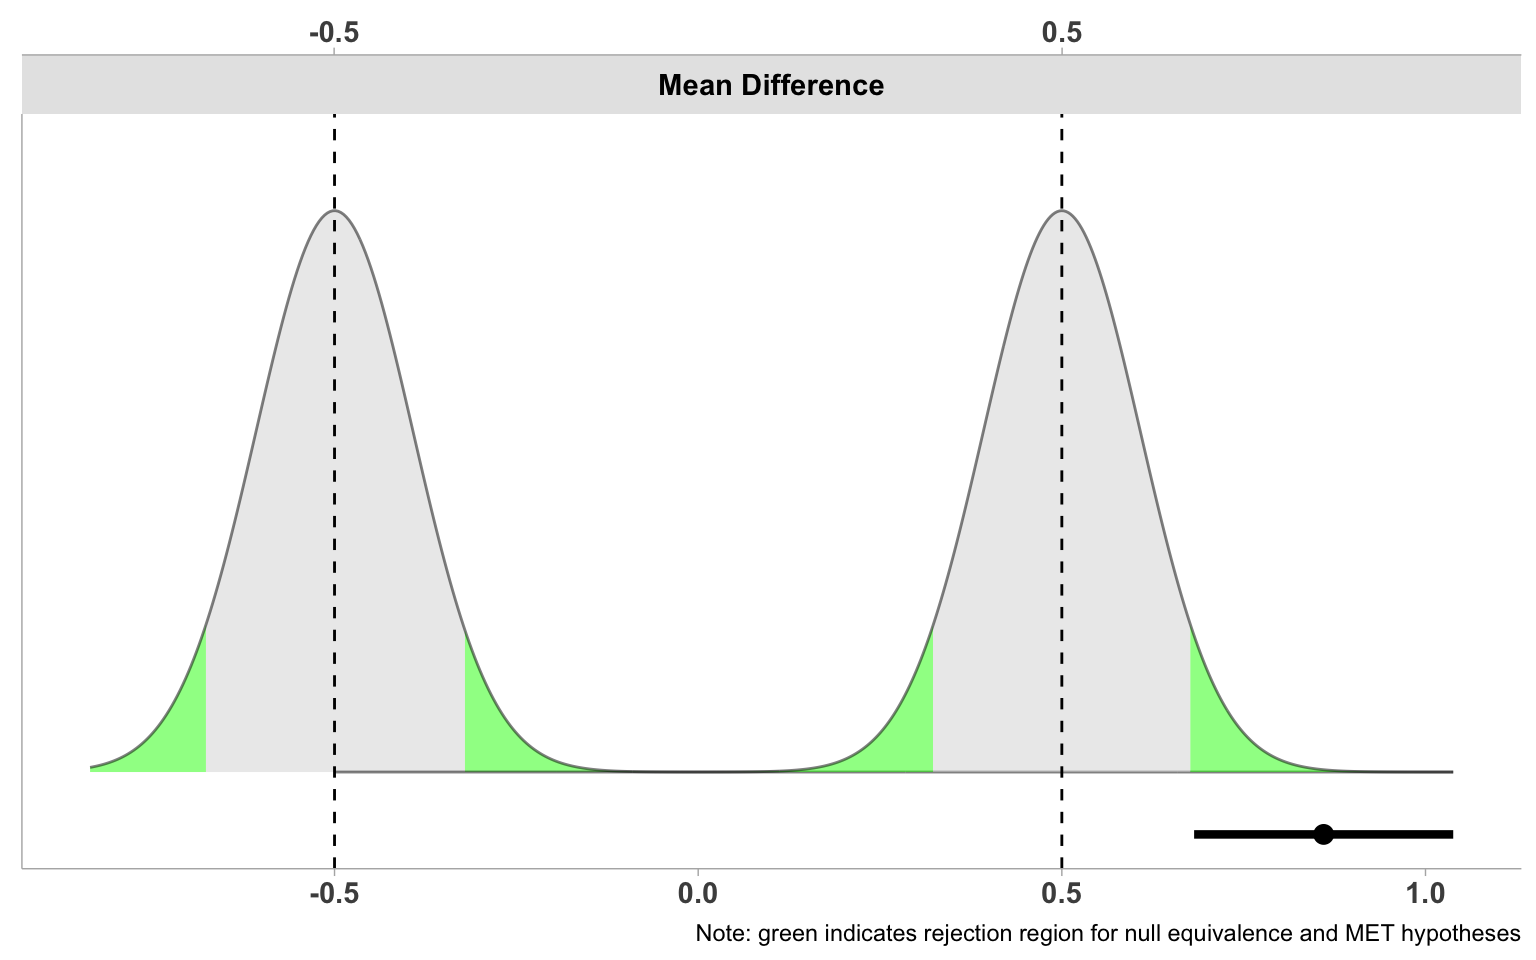 -0.5 0.5
Mean Difference
-0.5 0.0 0.5 1.0
Note: green indicates rejection region for null equivalence and MET hypotheses